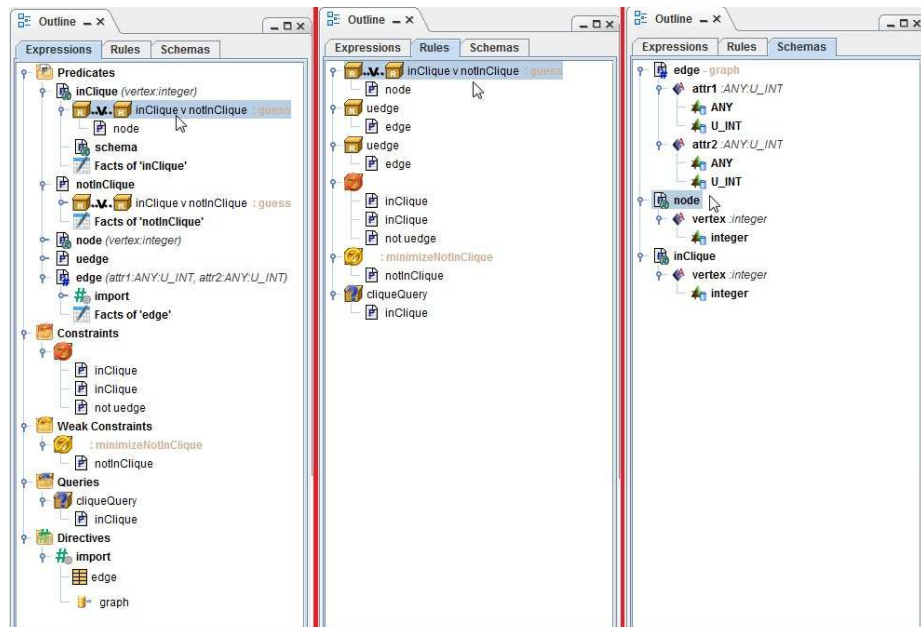 Outline
Expressions Rules Schemas
Predicates
inClique (vertex:integer)
inClique v notInClique : guess
node
schema
Facts of 'inClique'
notInClique
inClique v notInClique : guess
Facts of 'notInClique'
node (vertex:integer)
uedge
edge (attr1:ANY:U_INT, attr2:ANY:U_INT)
import
Facts of 'edge'
Constraints
inClique
inClique
not uedge
Weak Constraints
: minimizeNotInClique
notInClique
Queries
cliqueQuery
inClique
Directives
import
edge
graph
Outline
Expressions Rules Schemas
inClique v notInClique : guess
node
uedge
edge
uedge
edge
inClique
inClique
not uedge
: minimizeNotInClique
notInClique
cliqueQuery
inClique
Outline
Expressions Rules Schemas
edge - graph
attr1 :ANY:U_INT
ANY
U_INT
attr2 :ANY:U_INT
ANY
U_INT
node
vertex :integer
integer
inClique
vertex :integer
integer